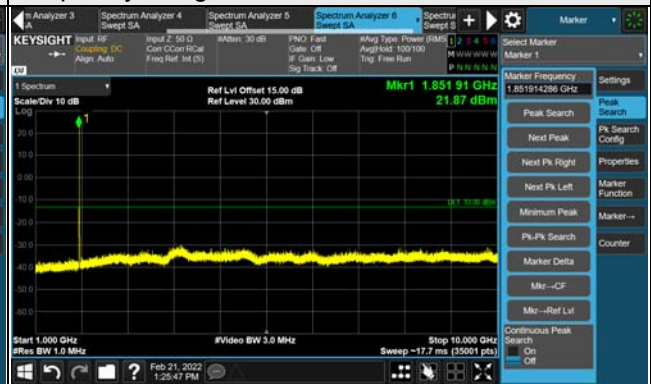 m Analyzer 3
A
Spectrum Analyzer 4
Swept SA
Spectrum Analyzer 5
Swept SA
Spectrum Analyzer 6
Swept SA
Spectru
Swept S
Marker
KEYSIGHT
Input: RF
Coupling: DC
Align: Auto
Input Z: 50 Ω
Corr CCorr RCal
Freq Ref: Int (S)
#Atten: 30 dB
PNO: Fast
Gate: Off
IF Gain: Low
Sig Track: Off
#Avg Type: Power (RMS
Avg|Hold: 100/100
Trig: Free Run
1 2 3 4 5 6
M W W W W W
P N N N N N
Select Marker
Marker 1
1 Spectrum
Scale/Div 10 dB
Log
Ref Lvl Offset 15.00 dB
Ref Level 30.00 dBm
Mkr1 1.851 91 GHz
21.87 dBm
1
20.0
10.0
0.00
-10.0
-20.0
-30.0
-40.0
-50.0
-60.0
Start 1.000 GHz
#Res BW 1.0 MHz
#Video BW 3.0 MHz
Stop 10.000 GHz
Sweep ~17.7 ms (35001 pts)
Marker Frequency
1.851914286 GHz
Peak Search
Next Peak
Next Pk Right
Next Pk Left
Minimum Peak
Pk-Pk Search
Marker Delta
Mkr→CF
Mkr→Ref Lvl
Continuous Peak
Search
On
Off
Settings
Peak
Search
Pk Search
Config
Properties
Marker
Function
Marker→
Counter
?
Feb 21, 2022
1:25:47 PM